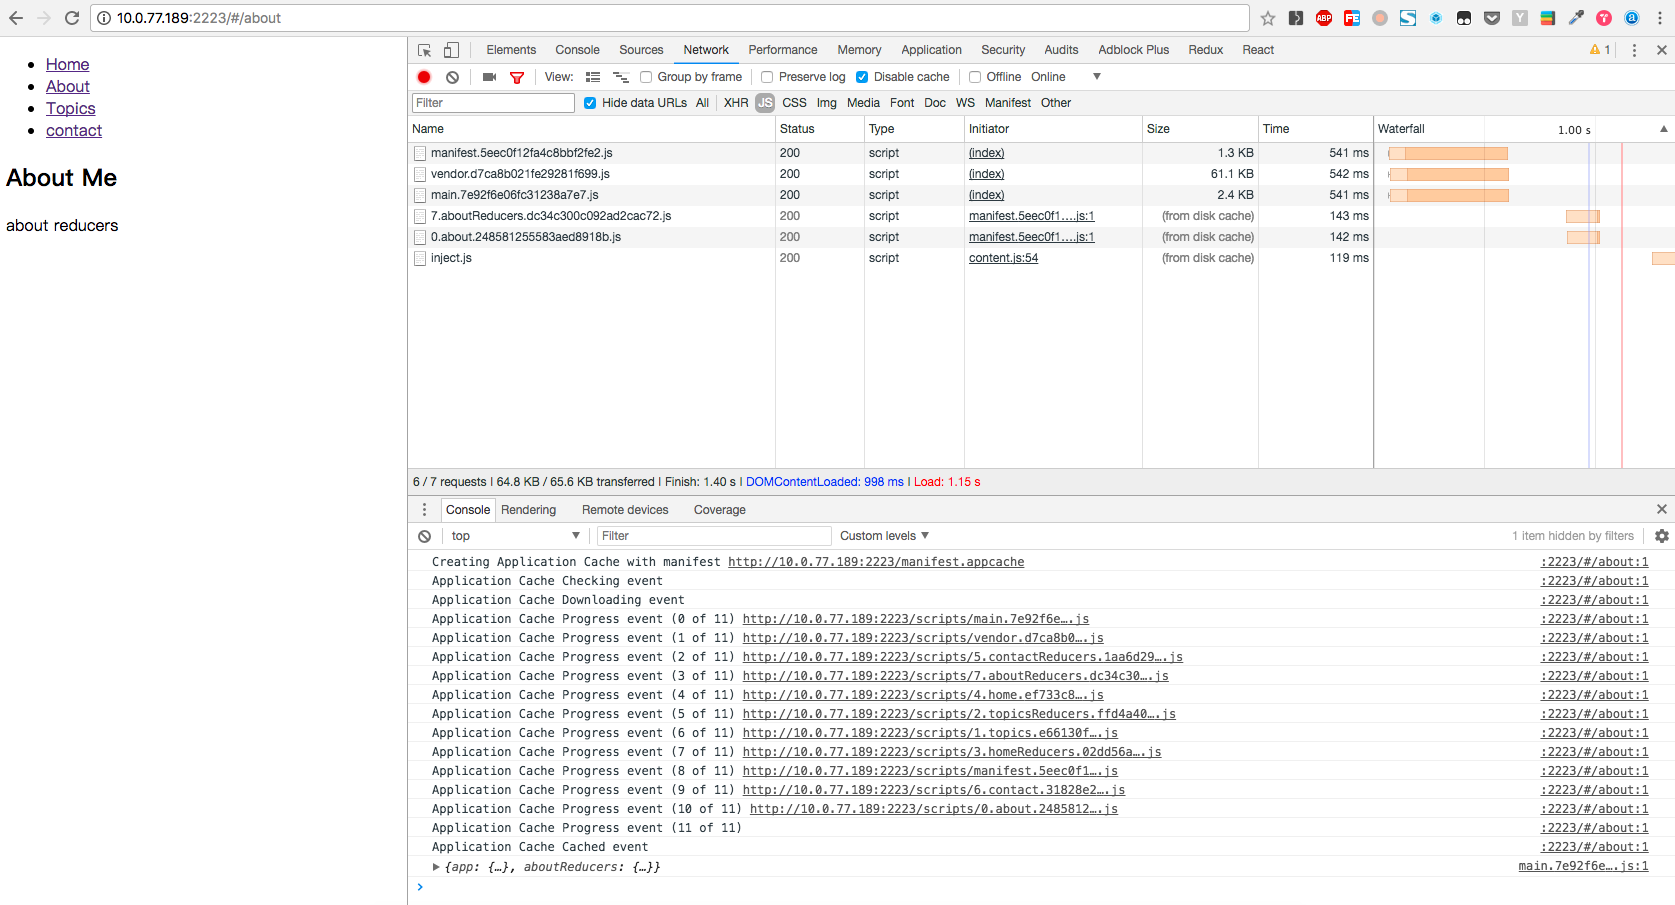 10.0.77.189:2223/#/about
ABP
FE
S
Y
Home
About
Topics
contact
About Me
about reducers
Elements Console Sources Network Performance Memory Application Security Audits Adblock Plus Redux React 1
View: Group by frame Preserve log Disable cache Offline Online
Filter Hide data URLs All XHR JS CSS Img Media Font Doc WS Manifest Other
Name Status Type Initiator Size Time Waterfall 1.00 s
manifest.5eec0f12fa4c8bbf2fe2.js 200 script (index) 1.3 KB 541 ms
vendor.d7ca8b021fe29281f699.js 200 script (index) 61.1 KB 542 ms
main.7e92f6e06fc31238a7e7.js 200 script (index) 2.4 KB 541 ms
7.aboutReducers.dc34c300c092ad2cac72.js 200 script manifest.5eec0f1….js:1 (from disk cache) 143 ms
0.about.248581255583aed8918b.js 200 script manifest.5eec0f1….js:1 (from disk cache) 142 ms
inject.js 200 script content.js:54 (from disk cache) 119 ms
6 / 7 requests | 64.8 KB / 65.6 KB transferred | Finish: 1.40 s | DOMContentLoaded: 998 ms | Load: 1.15 s
Console Rendering Remote devices Coverage
top Filter Custom levels 1 item hidden by filters
Creating Application Cache with manifest http://10.0.77.189:2223/manifest.appcache :2223/#/about:1
Application Cache Checking event :2223/#/about:1
Application Cache Downloading event :2223/#/about:1
Application Cache Progress event (0 of 11) http://10.0.77.189:2223/scripts/main.7e92f6e….js :2223/#/about:1
Application Cache Progress event (1 of 11) http://10.0.77.189:2223/scripts/vendor.d7ca8b0….js :2223/#/about:1
Application Cache Progress event (2 of 11) http://10.0.77.189:2223/scripts/5.contactReducers.1aa6d29….js :2223/#/about:1
Application Cache Progress event (3 of 11) http://10.0.77.189:2223/scripts/7.aboutReducers.dc34c30….js :2223/#/about:1
Application Cache Progress event (4 of 11) http://10.0.77.189:2223/scripts/4.home.ef733c8….js :2223/#/about:1
Application Cache Progress event (5 of 11) http://10.0.77.189:2223/scripts/2.topicsReducers.ffd4a40….js :2223/#/about:1
Application Cache Progress event (6 of 11) http://10.0.77.189:2223/scripts/1.topics.e66130f….js :2223/#/about:1
Application Cache Progress event (7 of 11) http://10.0.77.189:2223/scripts/3.homeReducers.02dd56a….js :2223/#/about:1
Application Cache Progress event (8 of 11) http://10.0.77.189:2223/scripts/manifest.5eec0f1….js :2223/#/about:1
Application Cache Progress event (9 of 11) http://10.0.77.189:2223/scripts/6.contact.31828e2….js :2223/#/about:1
Application Cache Progress event (10 of 11) http://10.0.77.189:2223/scripts/0.about.2485812….js :2223/#/about:1
Application Cache Progress event (11 of 11) :2223/#/about:1
Application Cache Cached event :2223/#/about:1
{app: {…}, aboutReducers: {…}} main.7e92f6e….js:1